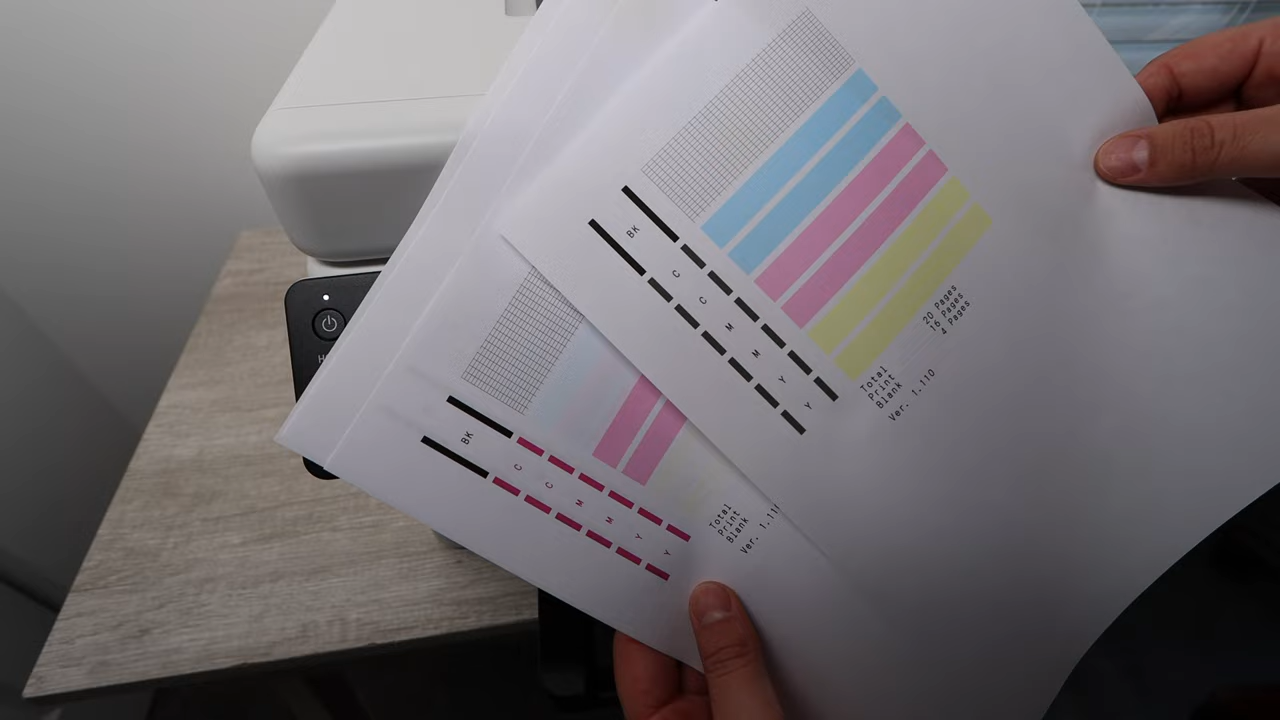 BK
C
C
M
M
Y
Y
20 Pages
16 Pages
4 Pages
Total
Print
Blank
Ver. 1.110
BK
C
C
M
M
Y
Y
Total
Print
Blank